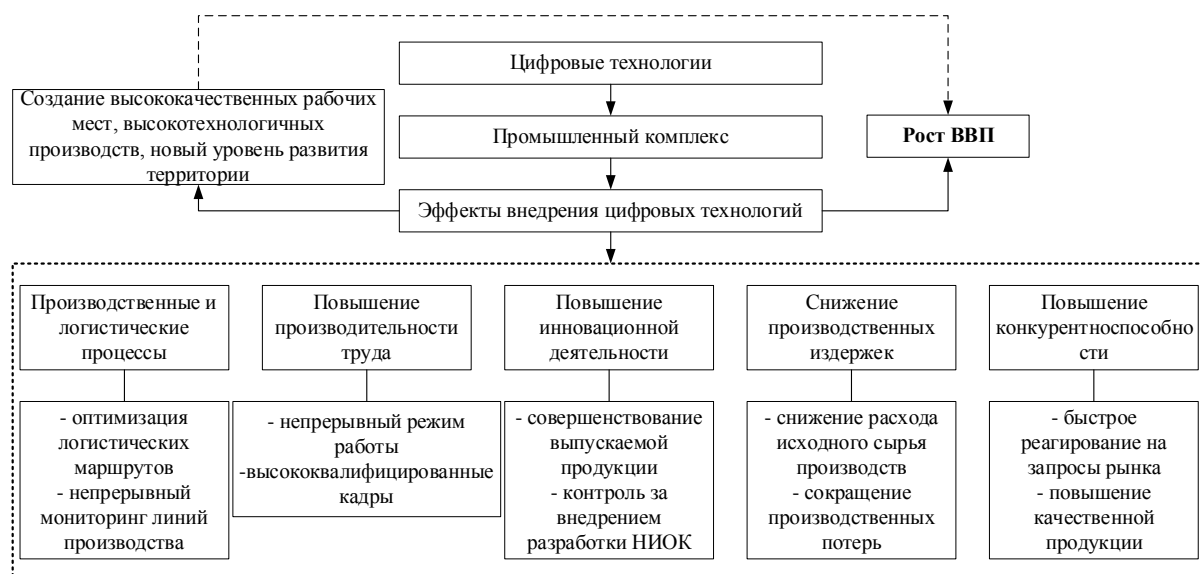 Цифровые технологии
Создание высококачественных рабочих
мест, высокотехнологичных
производств, новый уровень развития
территории
Промышленный комплекс
Рост ВВП
Эффекты внедрения цифровых технологий
Производственные и
логистические
процессы
Повышение
производительности
труда
Повышение
инновационной
деятельности
Снижение
производственных
издержек
Повышение
конкурентноспособно
сти
- оптимизация
логистических
маршрутов
- непрерывный
мониторинг линий
производства
- непрерывный режим
работы
-высококвалифицированные
кадры
- совершенствование
выпускаемой
продукции
- контроль за
внедрением
разработки НИОК
- снижение расхода
исходного сырья
производств
- сокращение
производственных
потерь
- быстрое
реагирование на
запросы рынка
- повышение
качественной
продукции